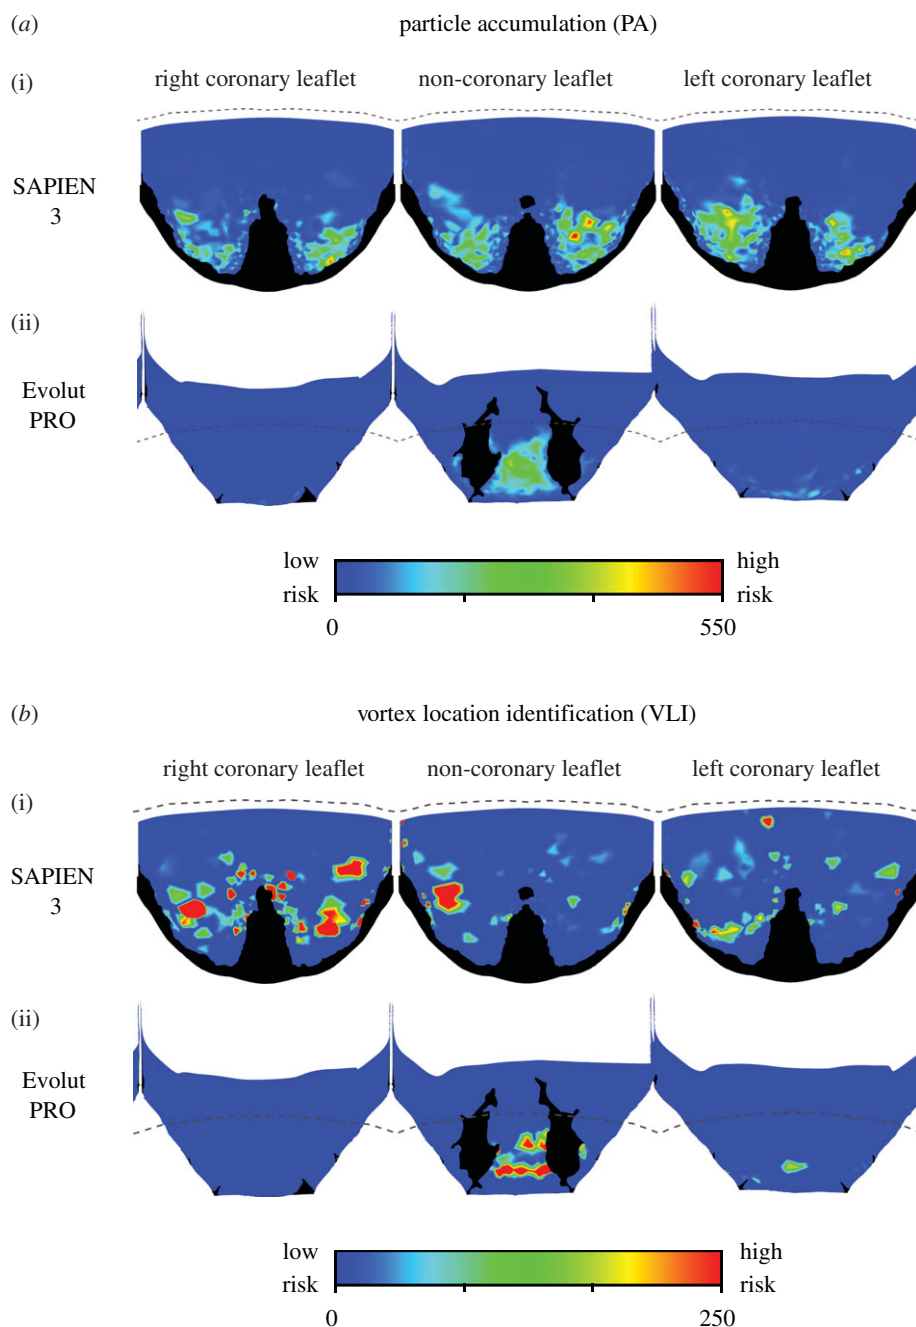 (a) particle accumulation (PA)
(i) right coronary leaflet non-coronary leaflet left coronary leaflet
SAPIEN
3
(ii)
Evolut
PRO
low high
risk risk
0 550
(b) vortex location identification (VLI)
right coronary leaflet non-coronary leaflet left coronary leaflet
(i)
SAPIEN
3
(ii)
Evolut
PRO
low high
risk risk
0 250